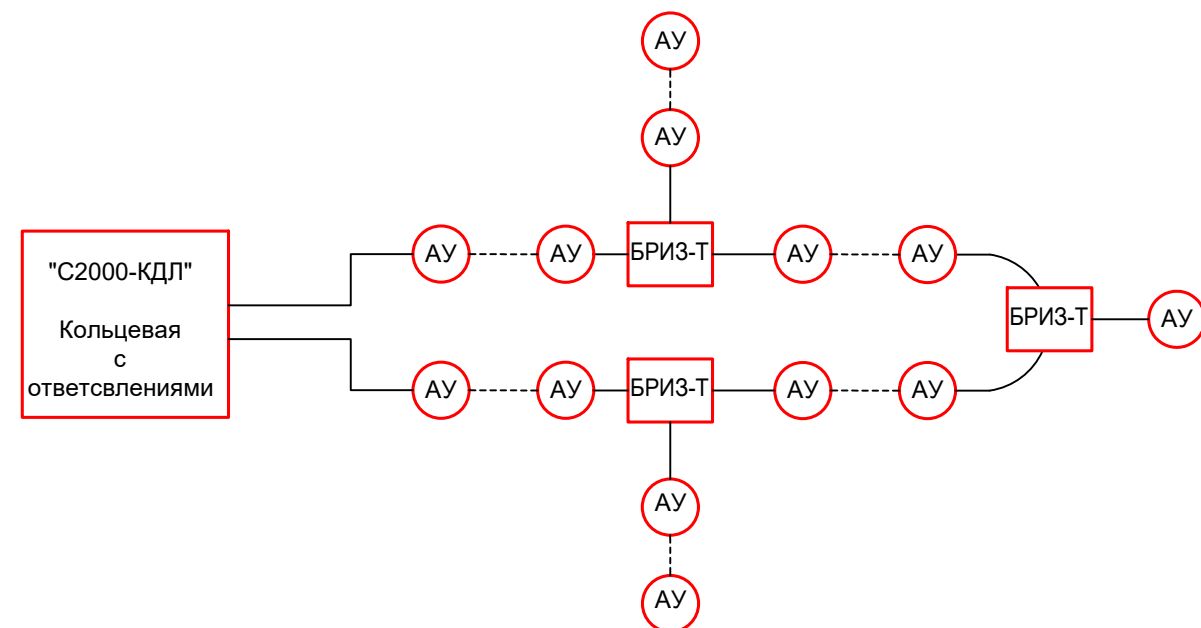 АУ
АУ
АУ
АУ
БРИЗ-Т
АУ
АУ
"С2000-КДЛ"
Кольцевая
с
ответсвлениями
БРИЗ-Т
АУ
АУ
АУ
БРИЗ-Т
АУ
АУ
АУ
АУ